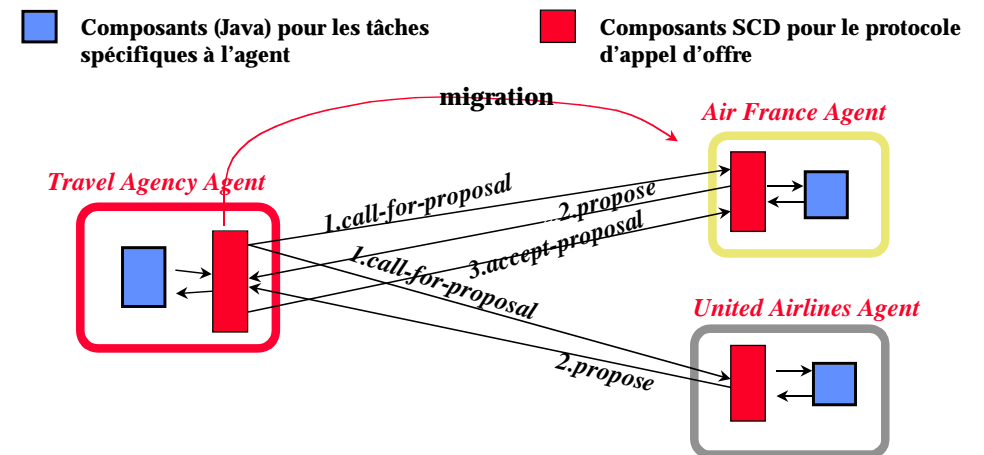 Composants (Java) pour les tâches
spécifiques à l'agent
Composants SCD pour le protocole
d'appel d'offre
migration
Air France Agent
Travel Agency Agent
1.call-for-proposal
2.propose
3.accept-proposal
1.call-for-proposal
United Airlines Agent
2.propose